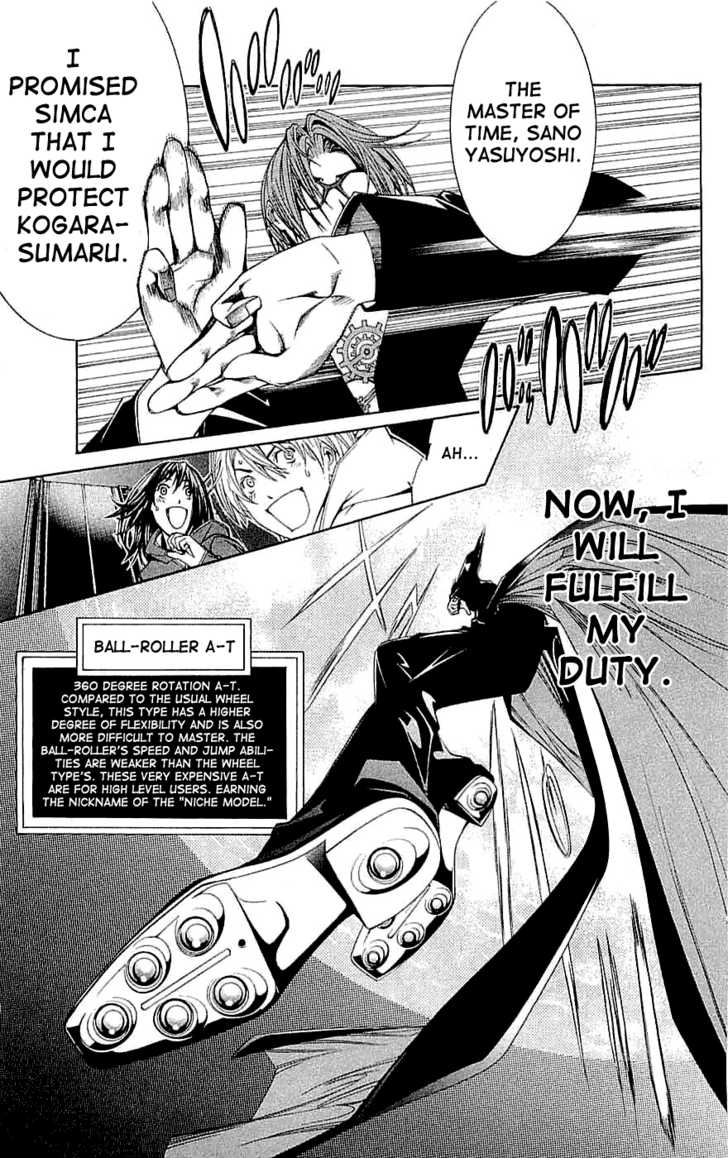 THE
MASTER OF
TIME, SANO
YASUYOSHI.
I
PROMISED
SIMCA
THAT I
WOULD
PROTECT
KOGARA-
SUMARU.
AH...
NOW, I
WILL
FULFILL
MY
DUTY.
BALL-ROLLER A-T
360 DEGREE ROTATION A-T.
COMPARED TO THE USUAL WHEEL
STYLE, THIS TYPE HAS A HIGHER
DEGREE OF FLEXIBILITY AND IS ALSO
MORE DIFFICULT TO MASTER. THE
BALL-ROLLER'S SPEED AND JUMP ABILI-
TIES ARE WEAKER THAN THE WHEEL
TYPE'S. THESE VERY EXPENSIVE A-T
ARE FOR HIGH LEVEL USERS. EARNING
THE NICKNAME OF THE "NICHE MODEL."